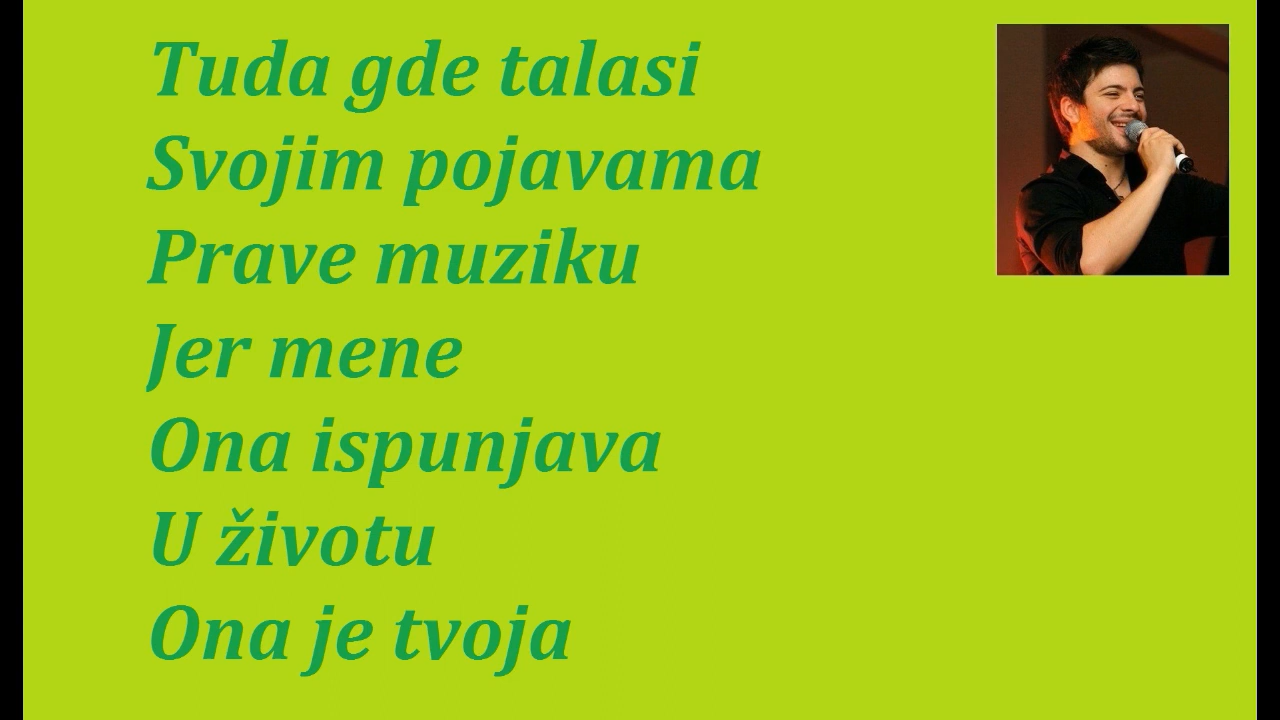 Tuda gde talasi
Svojim pojavama
Prave muziku
Jer mene
Ona ispunjava
U životu
Ona je tvoja